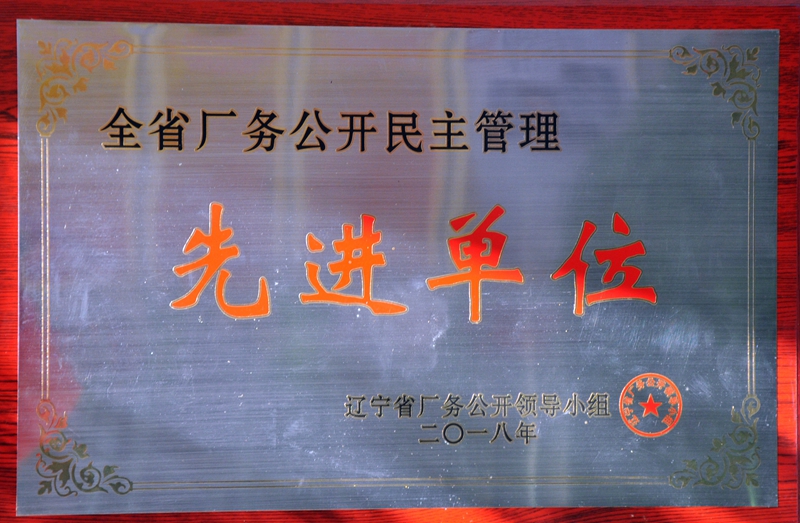 全省厂务公开民主管理
先进单位
辽宁省厂务公开领导小组
二〇一八年